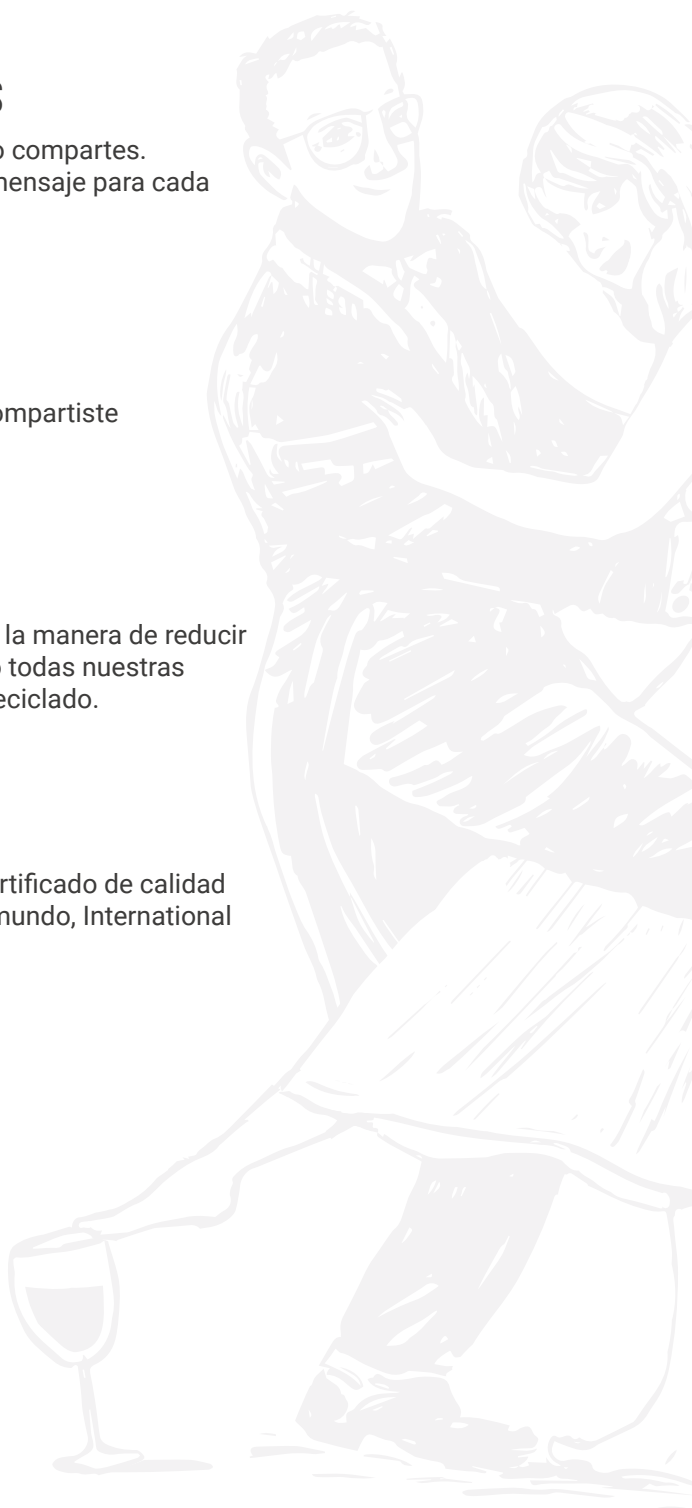 s
o compartes.
mensaje para cada
ompartiste
la manera de reducir
o todas nuestras
eciclado.
rtificado de calidad
mundo, International